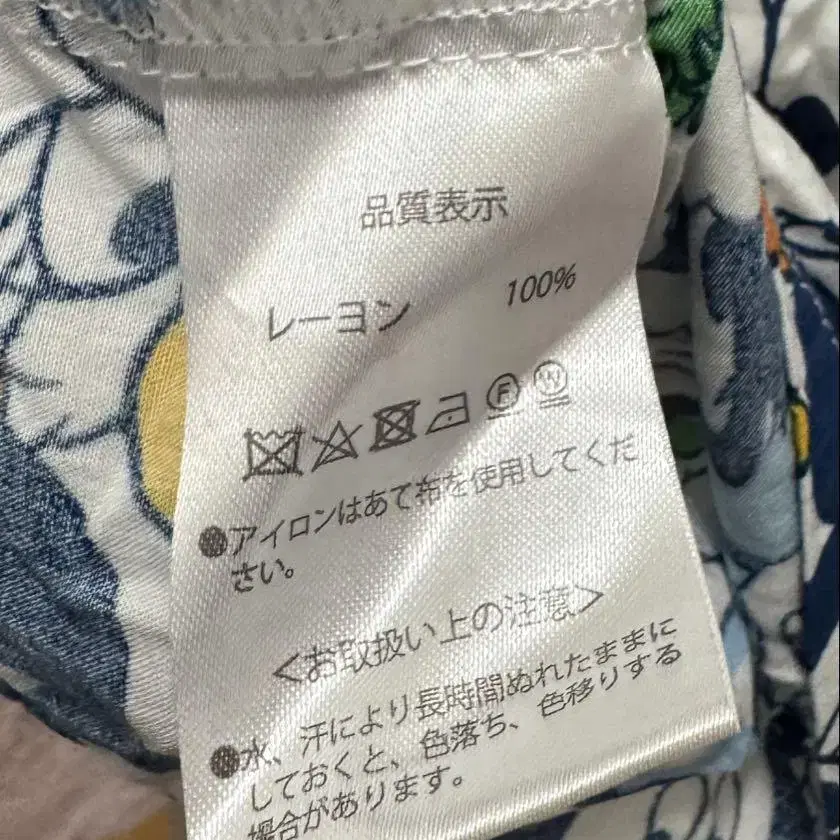 品質表示
レーヨン 100%
F W
●アイロンはあて布を使用してくだ
さい。
<お取扱い上の注意>
●水、汗により長時間ぬれたままに
しておくと、色落ち、色移りする
場合があります。